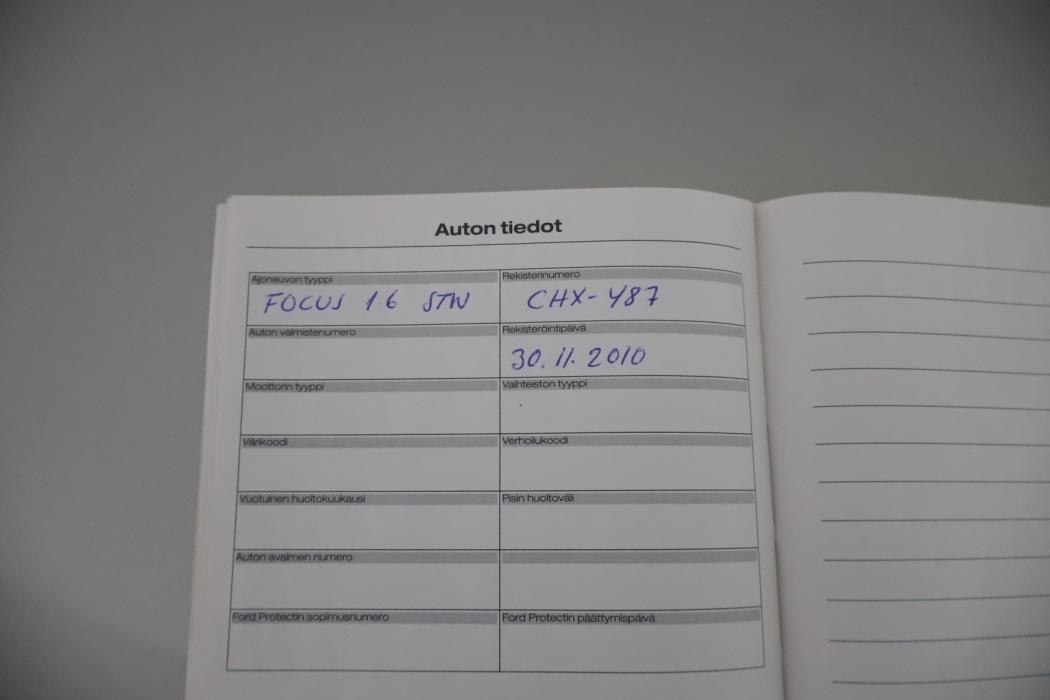 Auton tiedot
Ajoneuvon tyyppi
Rekisterinumero
FOCUS 1.6 STW
CHX-487
Auton valmistenumero
Rekisteröintipäivä
30.11.2010
Moottorin tyyppi
Vaihteiston tyyppi
Värikoodi
Verhoilukoodi
Vuotuinen huoltokuukausi
Pisin huoltoväli
Auton avaimen numero
Ford Protectin sopimusnumero
Ford Protectin päättymispäivä